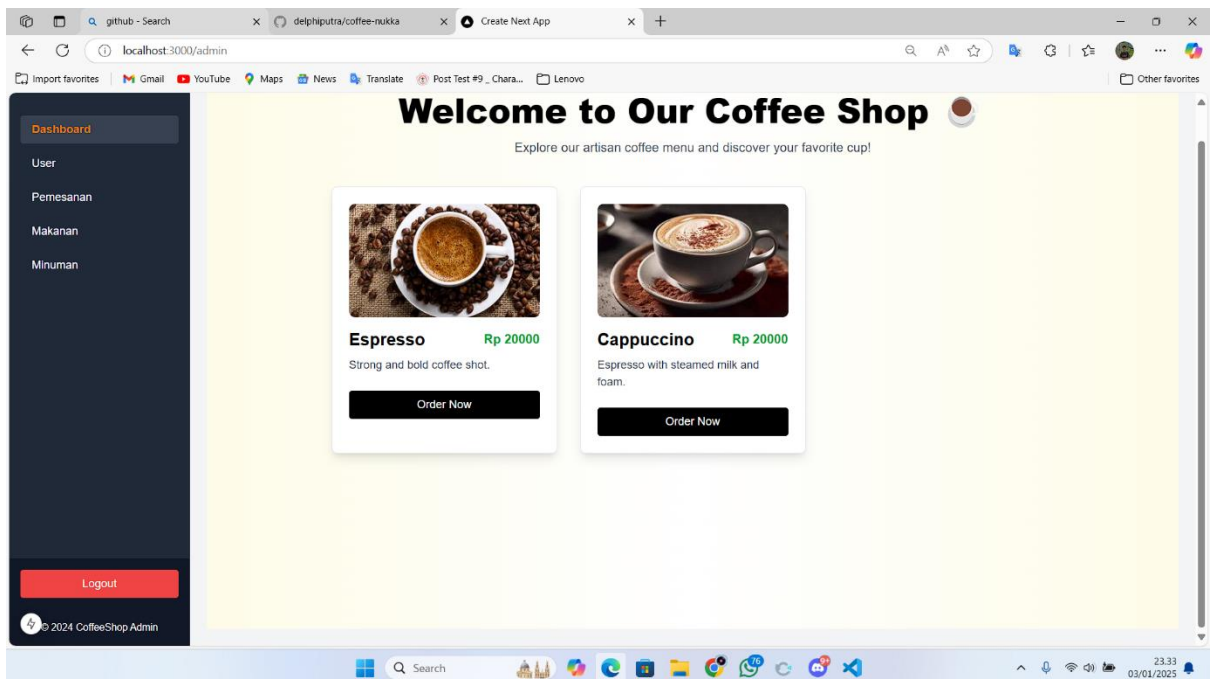 github - Search
delphiputra/coffee-nukka
Create Next App
localhost:3000/admin
Import favorites
Gmail
YouTube
Maps
News
Translate
Post Test #9 _ Chara...
Lenovo
Other favorites
Dashboard
User
Pemesanan
Makanan
Minuman
Logout
© 2024 CoffeeShop Admin
Welcome to Our Coffee Shop
Explore our artisan coffee menu and discover your favorite cup!
Espresso Rp 20000
Strong and bold coffee shot.
Order Now
Cappuccino Rp 20000
Espresso with steamed milk and
foam.
Order Now
Search
76
23.33
03/01/2025